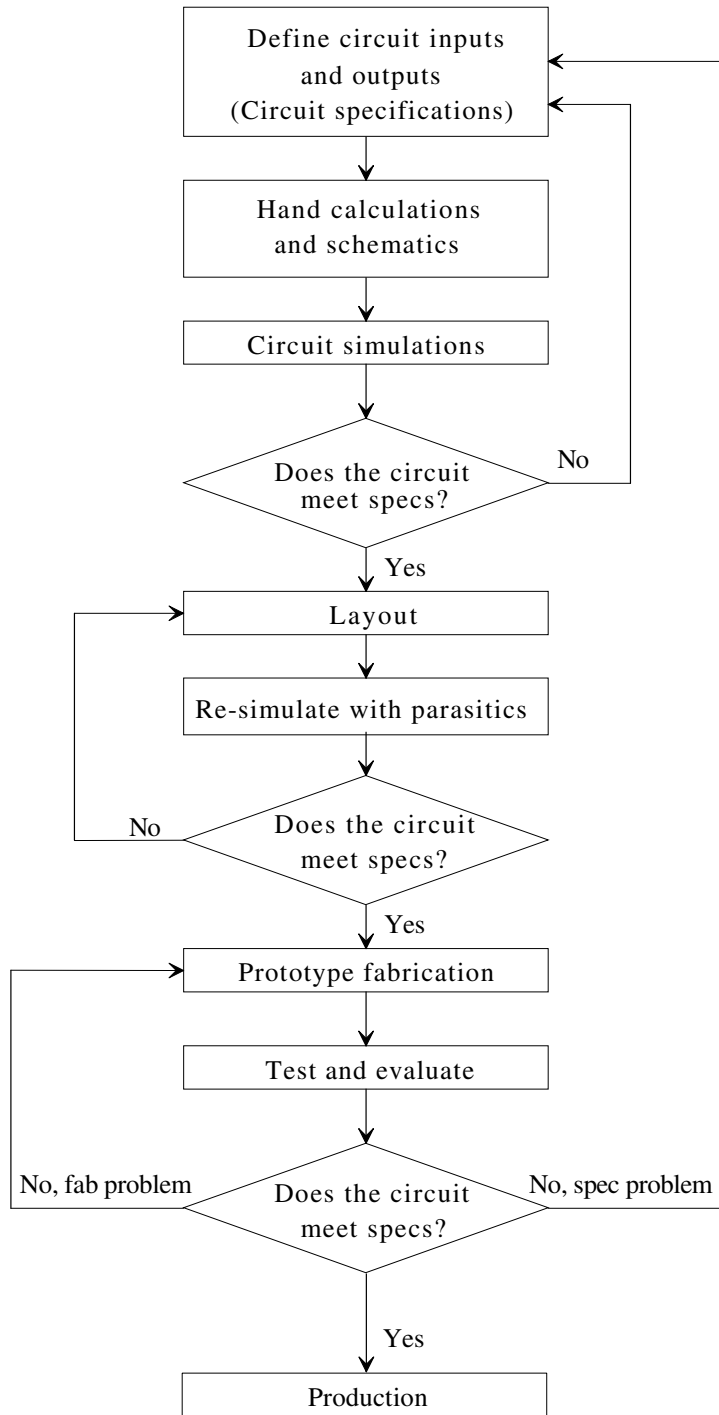 Define circuit inputs
and outputs
(Circuit specifications)
Hand calculations
and schematics
Circuit simulations
Does the circuit
meet specs?
No
Yes
Layout
Re-simulate with parasitics
Does the circuit
meet specs?
No
Yes
Prototype fabrication
Test and evaluate
Does the circuit
meet specs?
No, fab problem
No, spec problem
Yes
Production